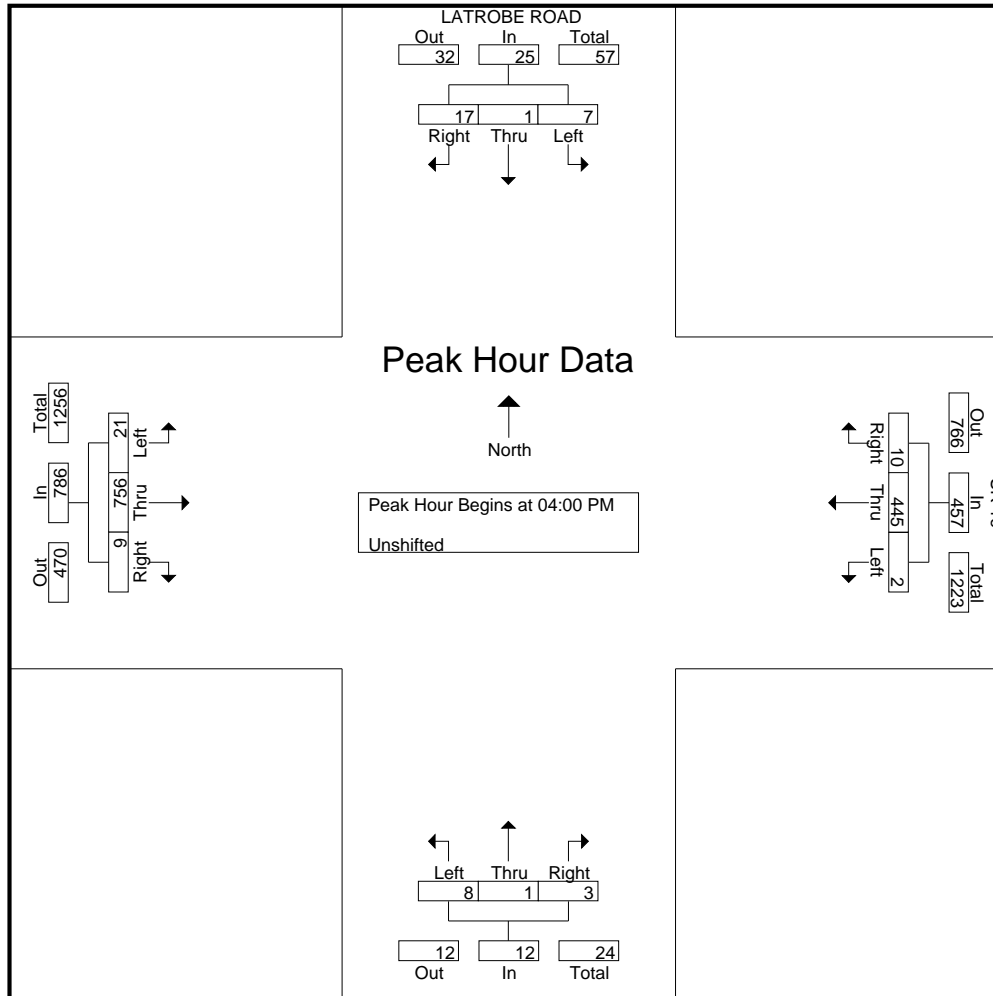 LATROBE ROAD
Out In Total
32 25 57
17 1 7
Right Thru Left
Peak Hour Data
North
Peak Hour Begins at 04:00 PM
Unshifted
Total
1256
In
786
Out
470
21
Left
756
Thru
9
Right
Right
10
Thru
445
Left
2
Out
766
In
457
Total
1223
Left Thru Right
8 1 3
12 12 24
Out In Total